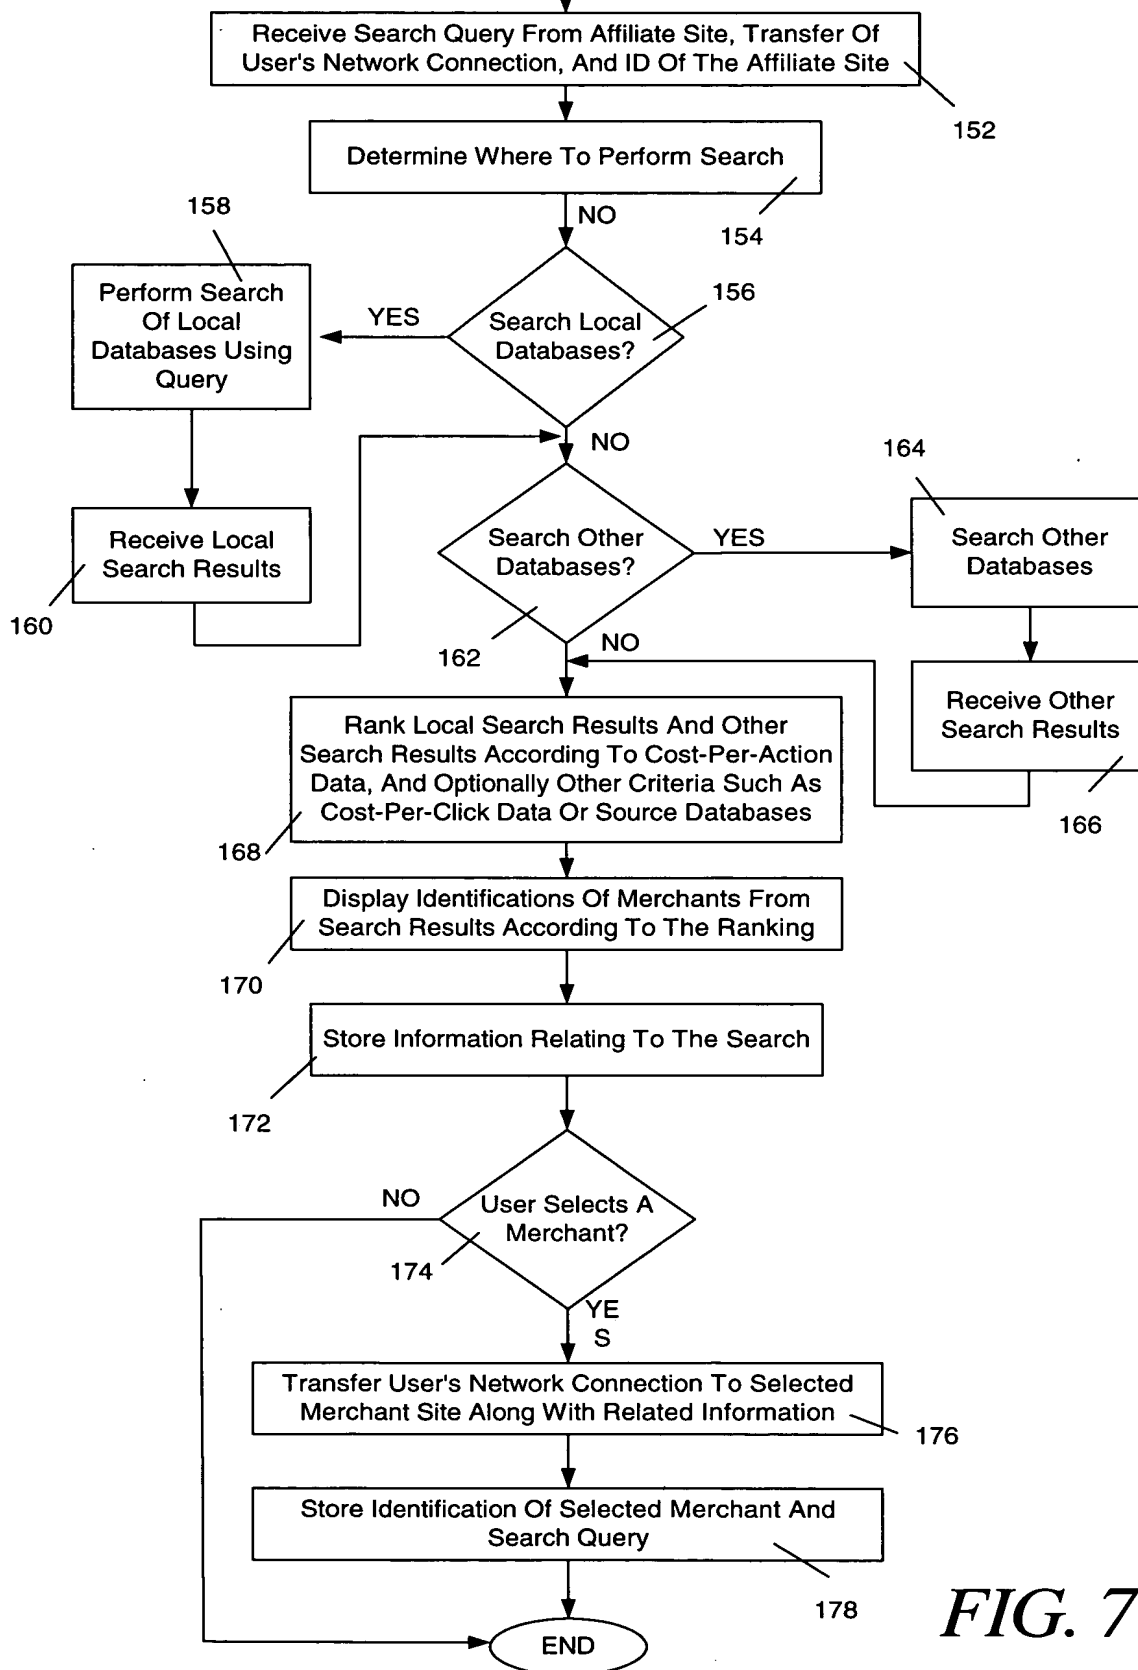 Receive Search Query From Affiliate Site, Transfer Of
User's Network Connection, And ID Of The Affiliate Site
152
Determine Where To Perform Search
154
NO
158
Perform Search
Of Local
Databases Using
Query
YES
Search Local
Databases?
156
NO
Receive Local
Search Results
160
Search Other
Databases?
162
YES
164
Search Other
Databases
NO
Receive Other
Search Results
166
Rank Local Search Results And Other
Search Results According To Cost-Per-Action
Data, And Optionally Other Criteria Such As
Cost-Per-Click Data Or Source Databases
168
Display Identifications Of Merchants From
Search Results According To The Ranking
170
Store Information Relating To The Search
172
NO
User Selects A
Merchant?
174
YE
S
Transfer User's Network Connection To Selected
Merchant Site Along With Related Information
176
Store Identification Of Selected Merchant And
Search Query
178
END
FIG. 7